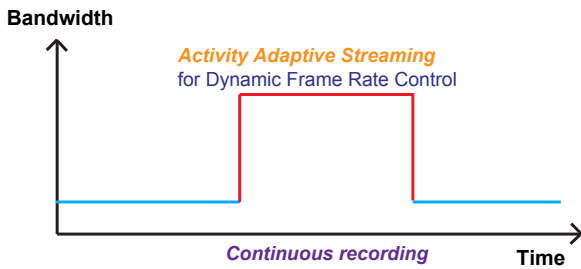 Bandwidth
Activity Adaptive Streaming
for Dynamic Frame Rate Control
Continuous recording
Time